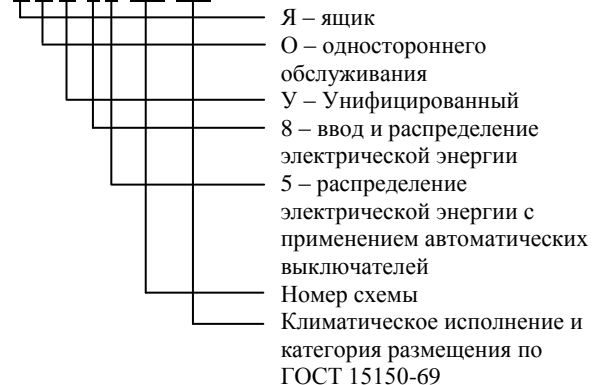 Я – ящик
О – одностороннего
обслуживания
У – Унифицированный
8 – ввод и распределение
электрической энергии
5 – распределение
электрической энергии с
применением автоматических
выключателей
Номер схемы
Климатическое исполнение и
категория размещения по
ГОСТ 15150-69